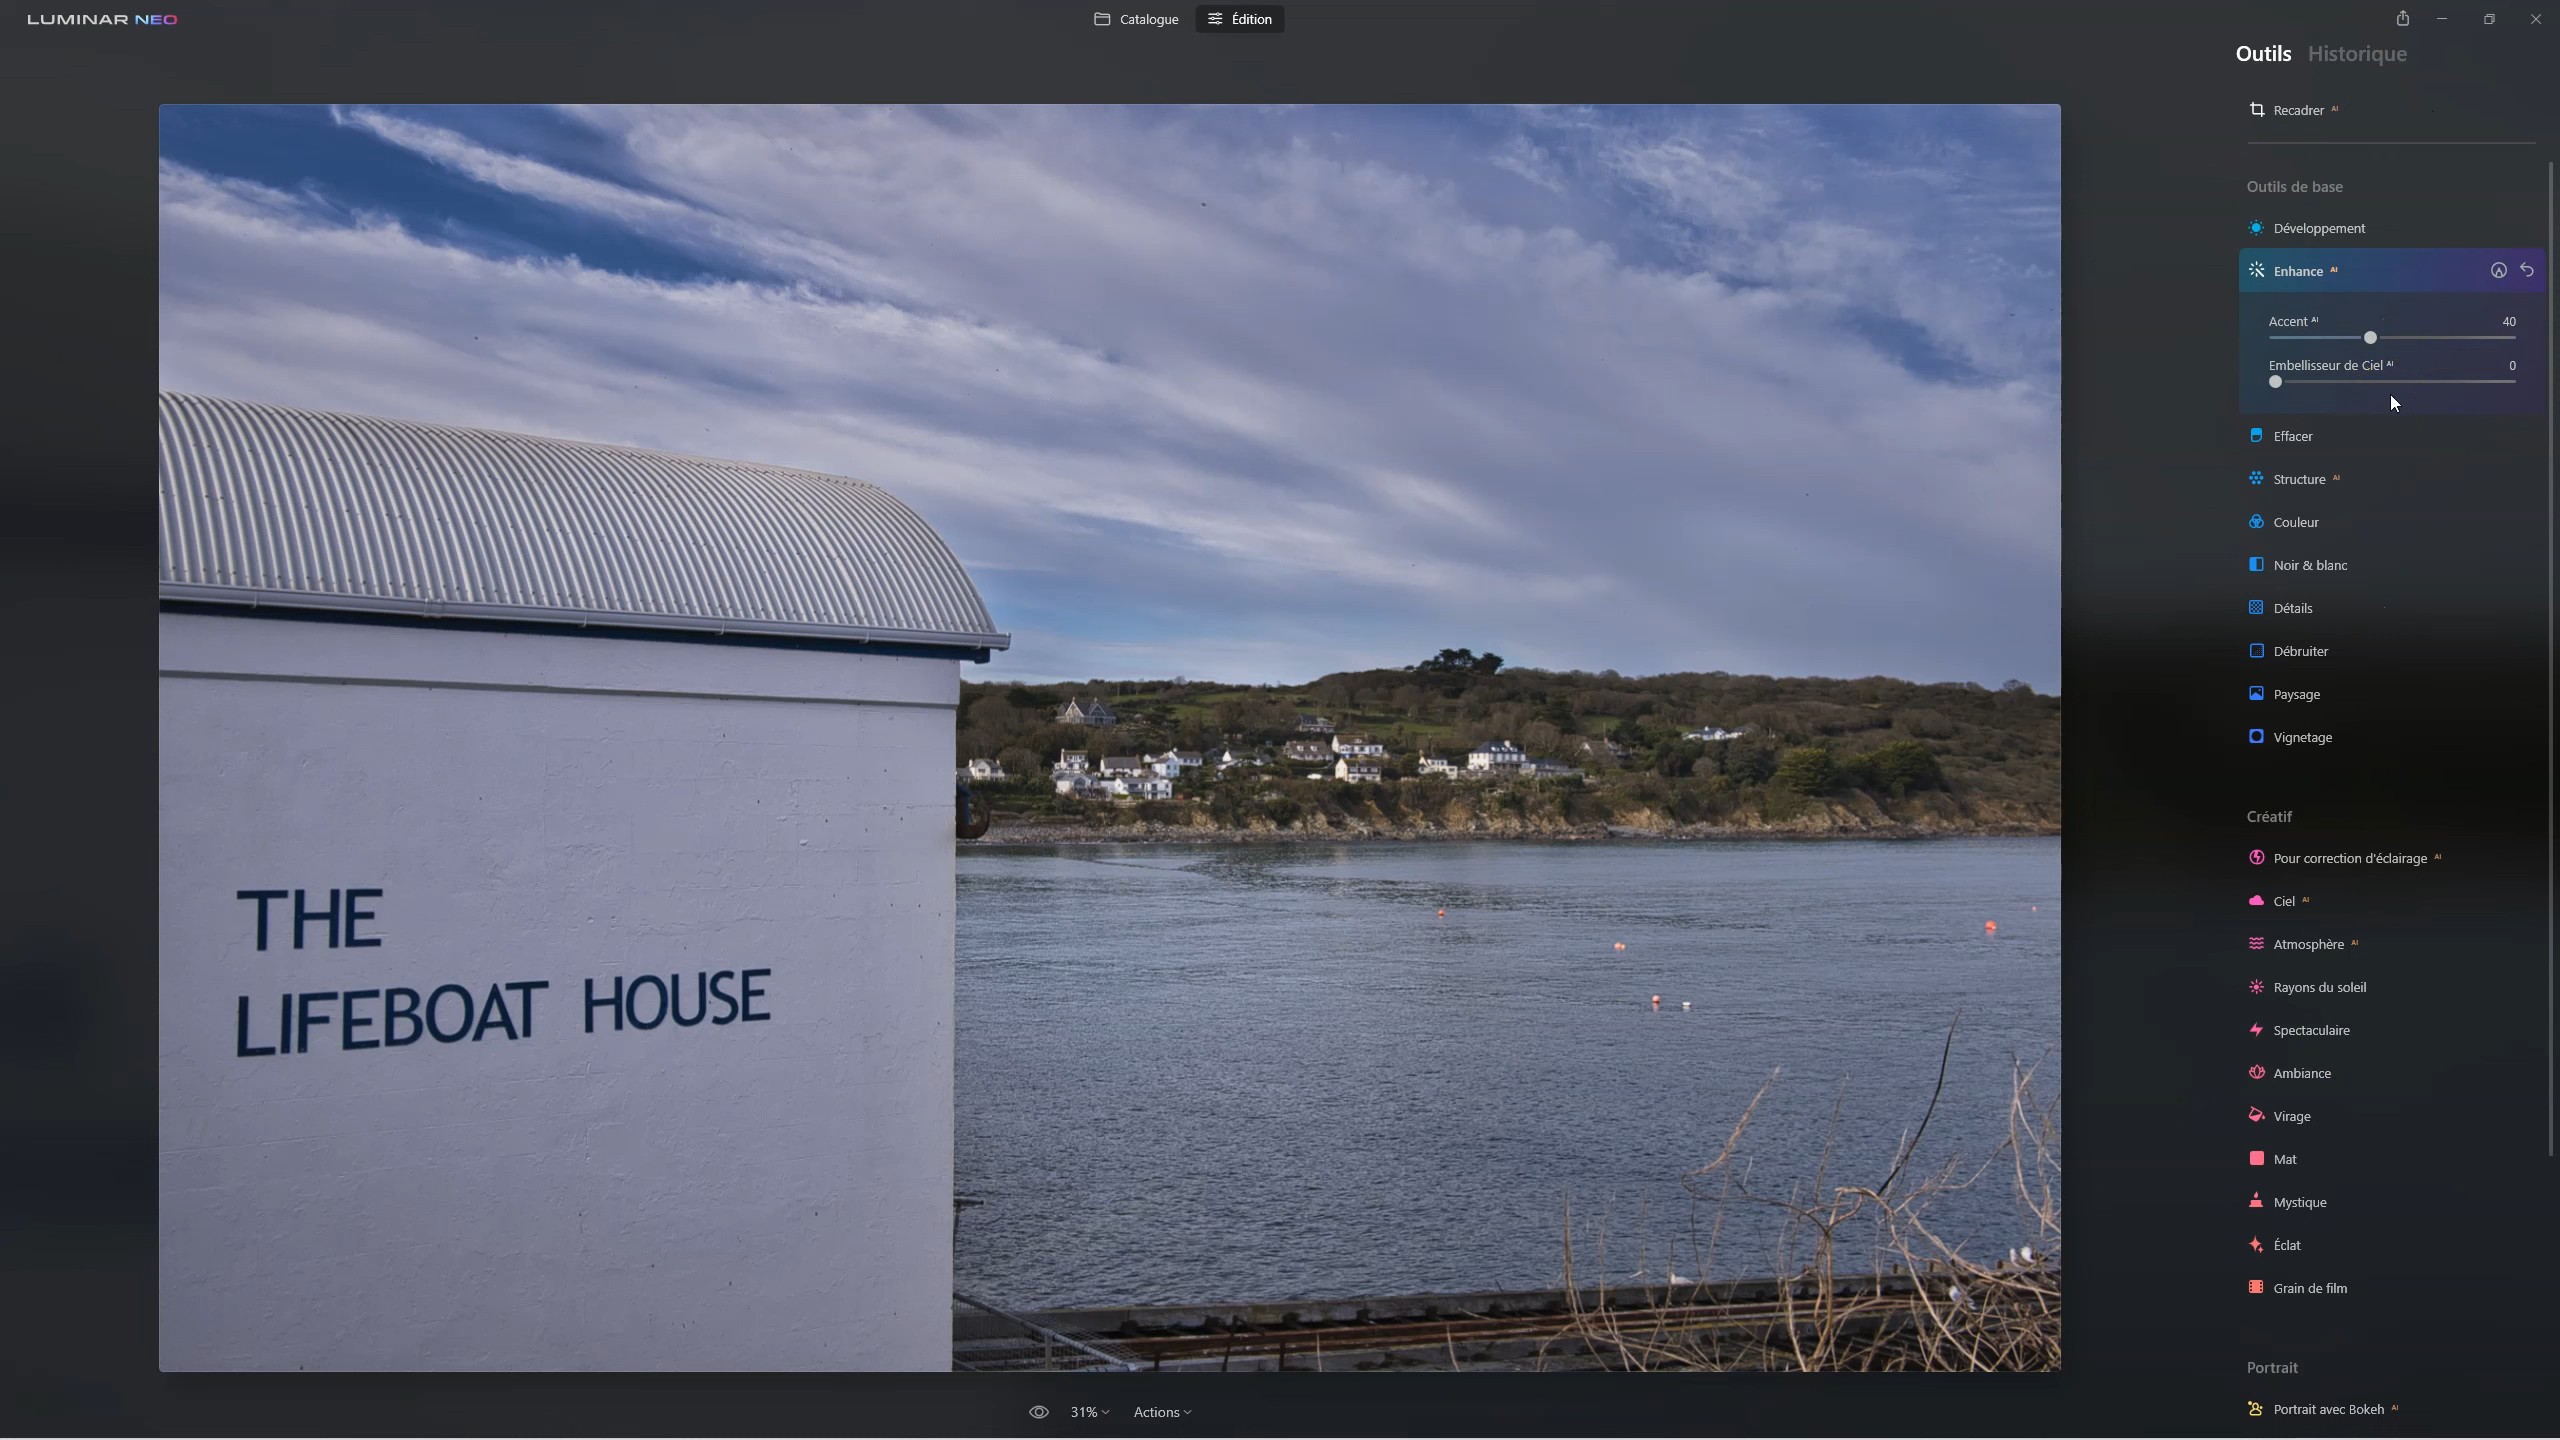 LUMINAR NEO
Catalogue
Édition
Outils Historique
Recadrer AI
Outils de base
Développement
Enhance AI
Accent AI 40
Embellisseur de Ciel AI 0
Effacer
Structure AI
Couleur
Noir & blanc
Détails
Débruiter
Paysage
Vignetage
Créatif
Pour correction d'éclairage AI
Ciel AI
Atmosphère AI
Rayons du soleil
Spectaculaire
Ambiance
Virage
Mat
Mystique
Éclat
Grain de film
Portrait
Portrait avec Bokeh AI
THE
LIFEBOAT HOUSE
31% Actions